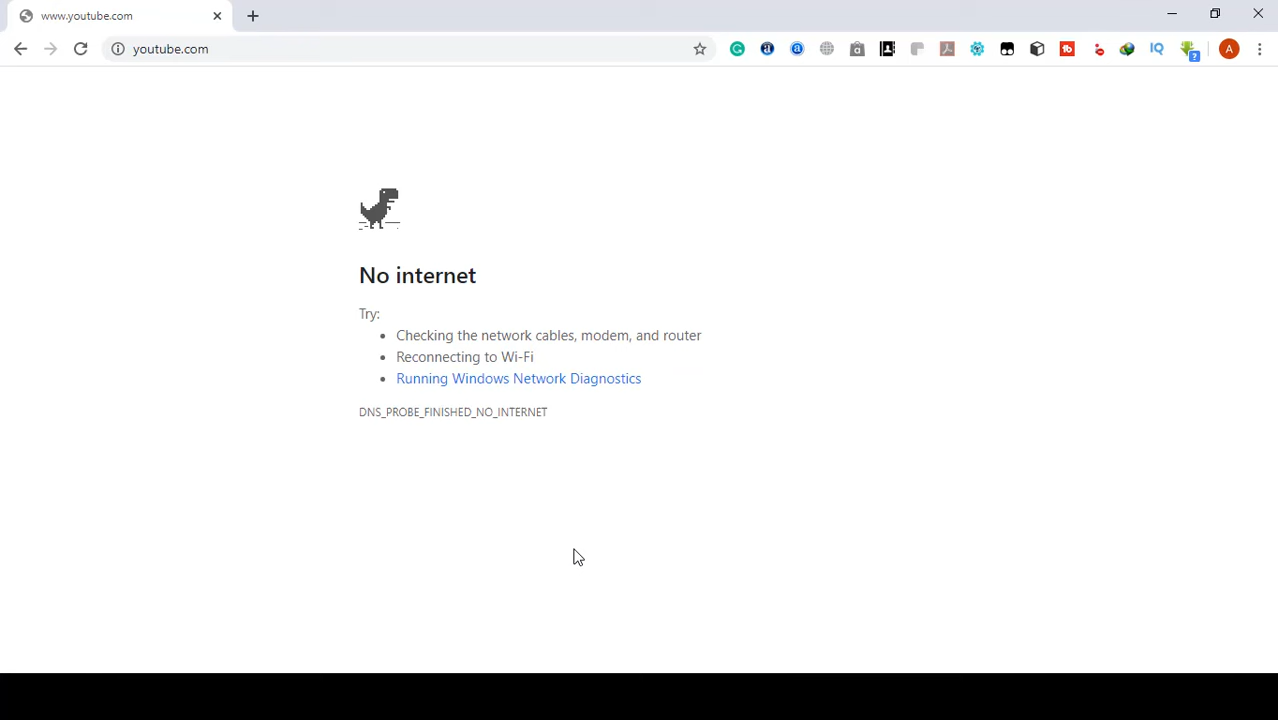 www.youtube.com
youtube.com
IQ
?
A
No internet
Try:
Checking the network cables, modem, and router
Reconnecting to Wi-Fi
Running Windows Network Diagnostics
DNS_PROBE_FINISHED_NO_INTERNET